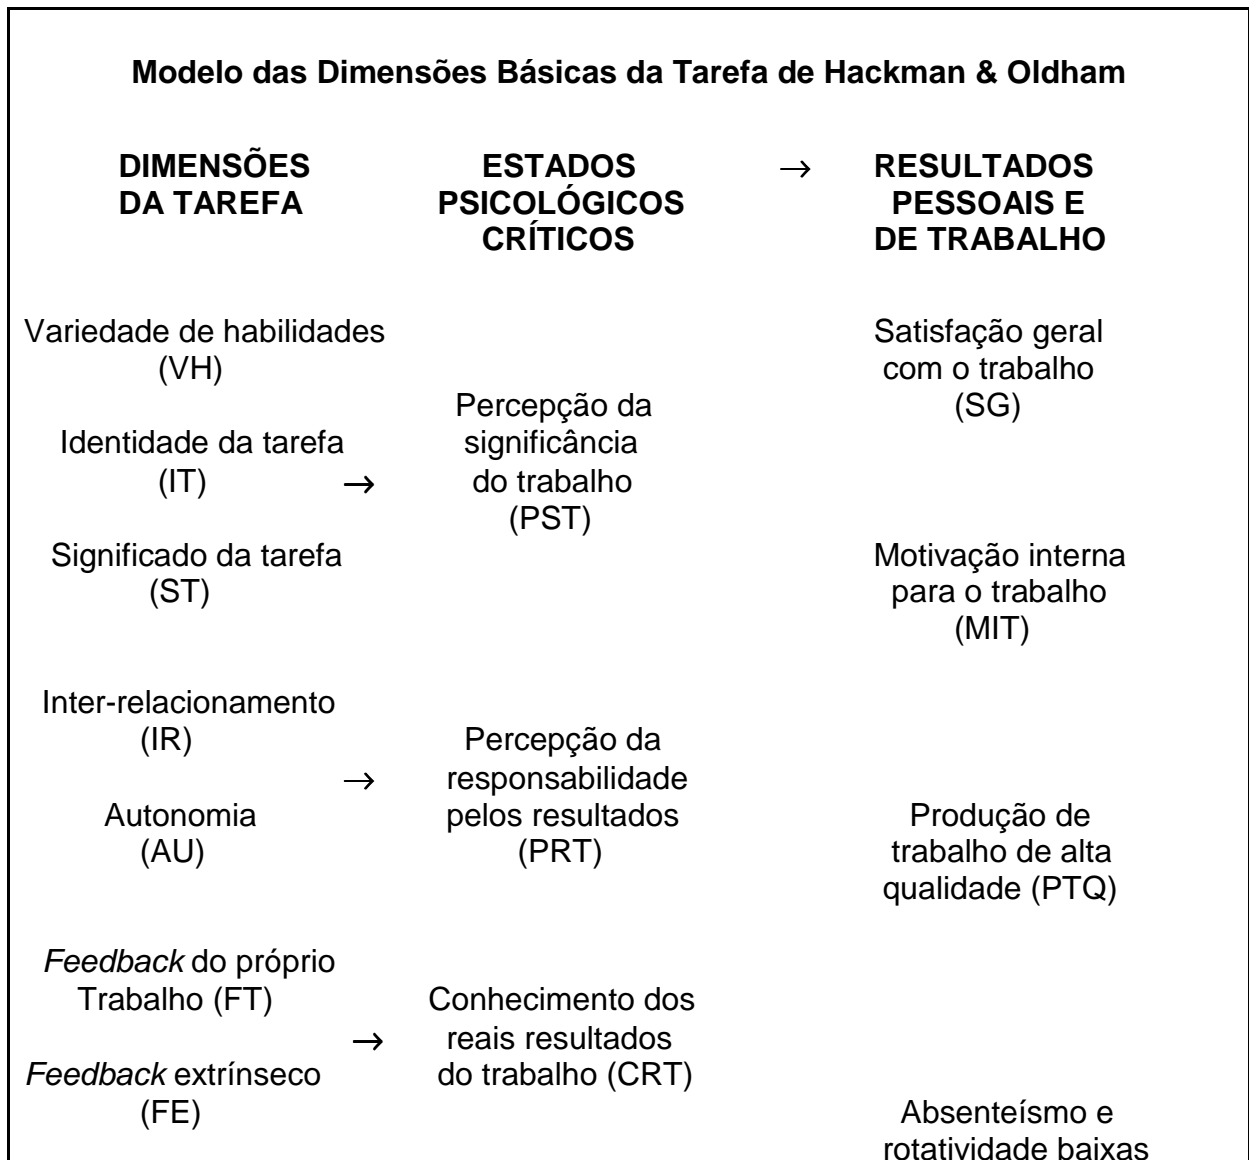 Modelo das Dimensões Básicas da Tarefa de Hackman & Oldham
DIMENSÕES ESTADOS → RESULTADOS
DA TAREFA PSICOLÓGICOS PESSOAIS E
CRÍTICOS DE TRABALHO
Variedade de habilidades Satisfação geral
(VH) com o trabalho
Percepção da (SG)
Identidade da tarefa significância
(IT) → do trabalho
(PST)
Significado da tarefa Motivação interna
(ST) para o trabalho
(MIT)
Inter-relacionamento
(IR) Percepção da
→ responsabilidade
Autonomia pelos resultados Produção de
(AU) (PRT) trabalho de alta
qualidade (PTQ)
Feedback do próprio
Trabalho (FT) Conhecimento dos
→ reais resultados
Feedback extrínseco do trabalho (CRT)
(FE) Absenteísmo e
rotatividade baixas